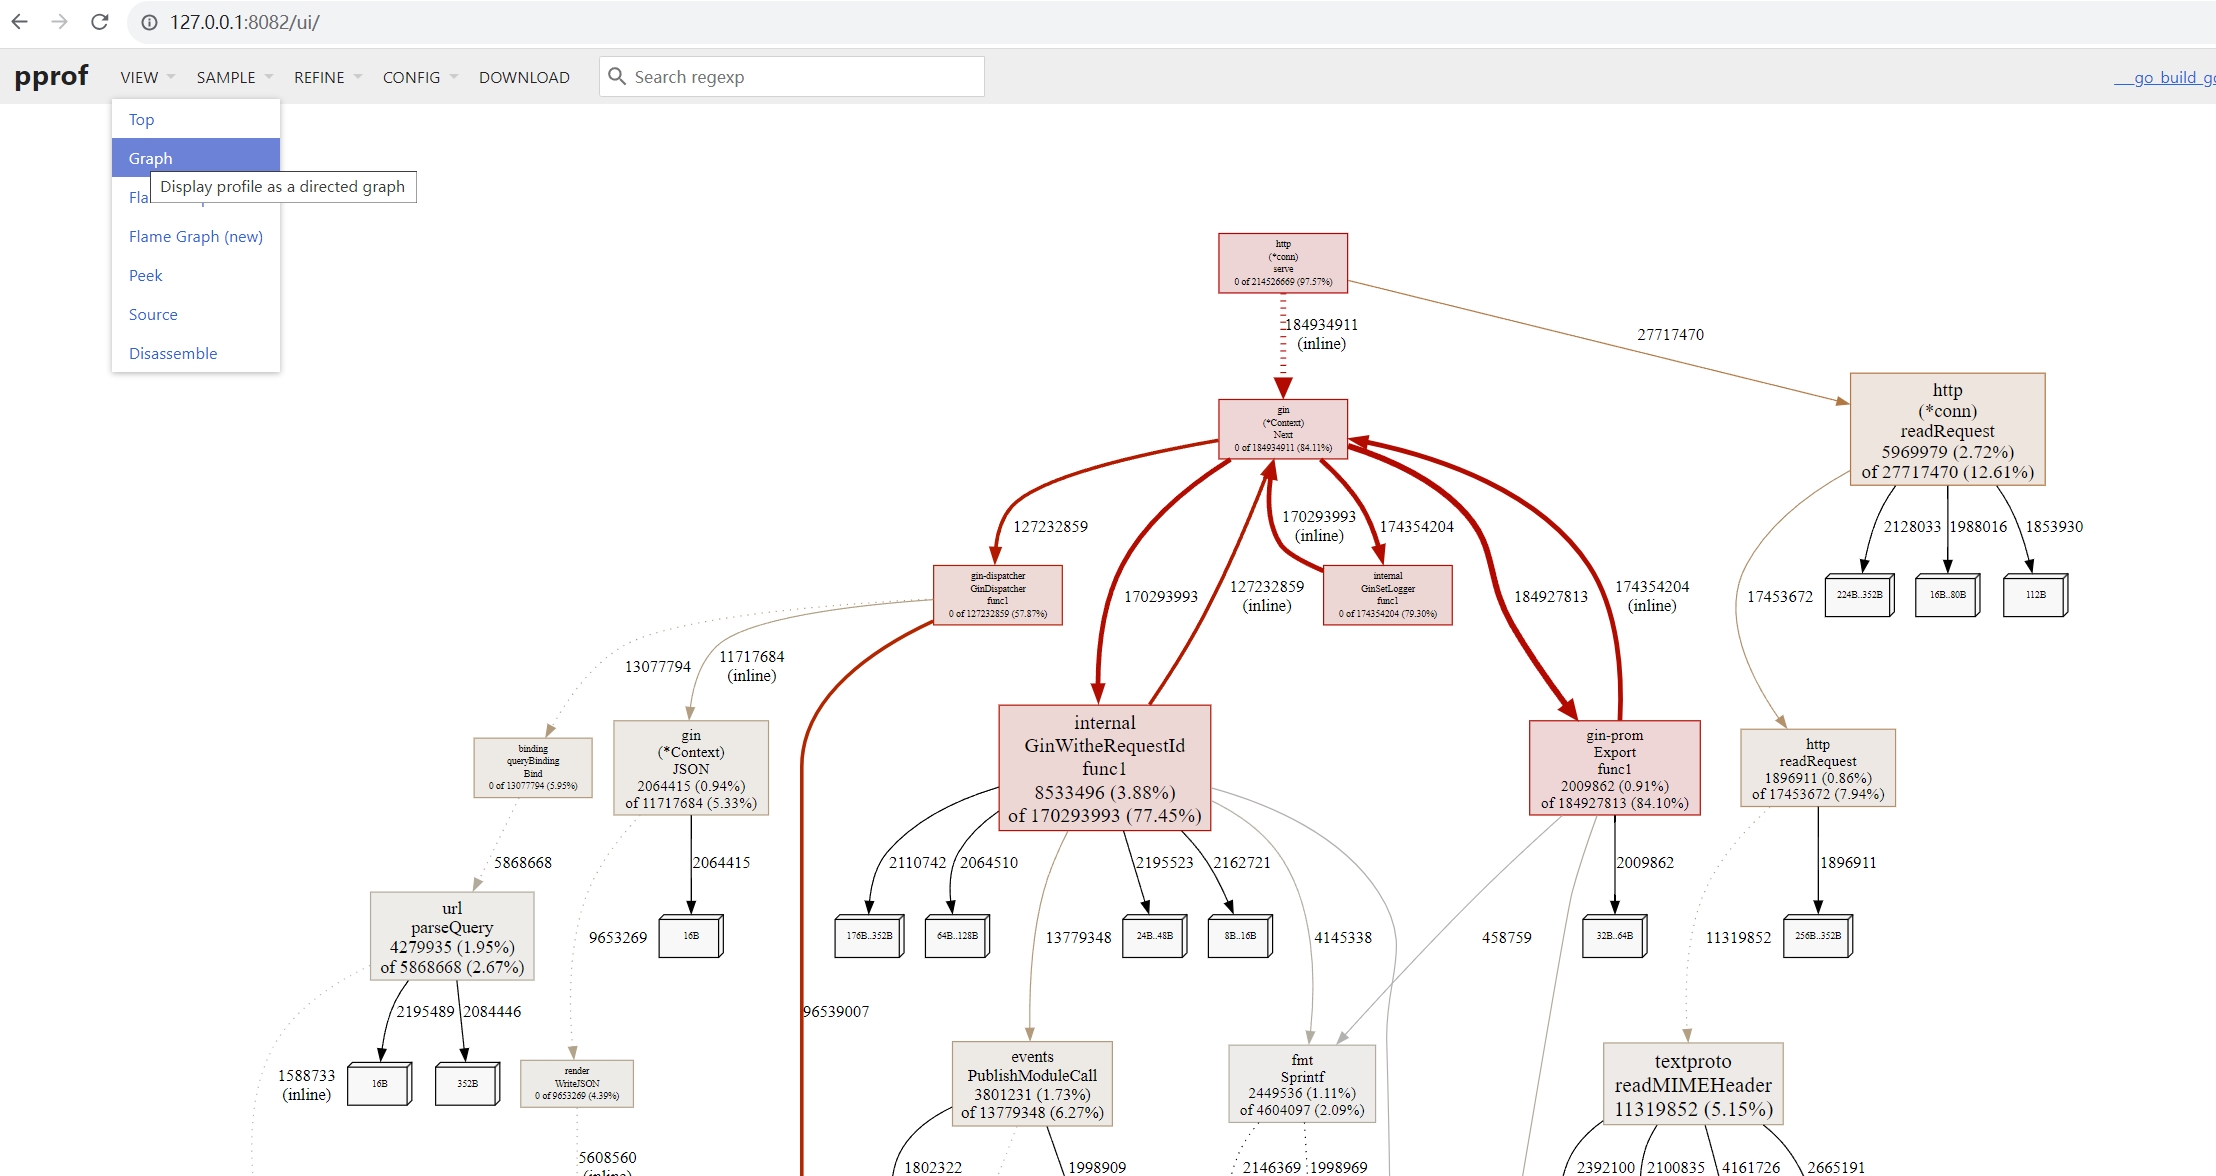 127.0.0.1:8082/ui/
pprof
VIEW
SAMPLE
REFINE
CONFIG
DOWNLOAD
Search regexp
__go_build_go
Top
Graph
Display profile as a directed graph
Fla
Flame Graph (new)
Peek
Source
Disassemble
http
(*conn)
serve
0 of 214526669 (97.57%)
184934911
(inline)
27717470
gin
(*Context)
Next
0 of 184934911 (84.11%)
http
(*conn)
readRequest
5969979 (2.72%)
of 27717470 (12.61%)
127232859
170293993
(inline)
174354204
2128033
1988016
1853930
gin-dispatcher
GinDispatcher
func1
0 of 127232859 (57.87%)
170293993
127232859
(inline)
internal
GinSetLogger
func1
0 of 174354204 (79.30%)
184927813
174354204
(inline)
17453672
224B..352B
16B..80B
112B
13077794
11717684
(inline)
binding
queryBinding
Bind
0 of 13077794 (5.95%)
gin
(*Context)
JSON
2064415 (0.94%)
of 11717684 (5.33%)
internal
GinWitheRequestId
func1
8533496 (3.88%)
of 170293993 (77.45%)
gin-prom
Export
func1
2009862 (0.91%)
of 184927813 (84.10%)
http
readRequest
1896911 (0.86%)
of 17453672 (7.94%)
5868668
2064415
2110742
2064510
2195523
2162721
2009862
1896911
url
parseQuery
4279935 (1.95%)
of 5868668 (2.67%)
9653269
16B
176B..352B
64B..128B
13779348
24B..48B
8B..16B
4145338
458759
32B..64B
11319852
256B..352B
2195489
2084446
96539007
1588733
(inline)
16B
352B
render
WriteJSON
0 of 9653269 (4.39%)
events
PublishModuleCall
3801231 (1.73%)
of 13779348 (6.27%)
fmt
Sprintf
2449536 (1.11%)
of 4604097 (2.09%)
textproto
readMIMEHeader
11319852 (5.15%)
5608560
(inline)
1802322
1998909
2146369
1998969
2392100
2100835
4161726
2665191